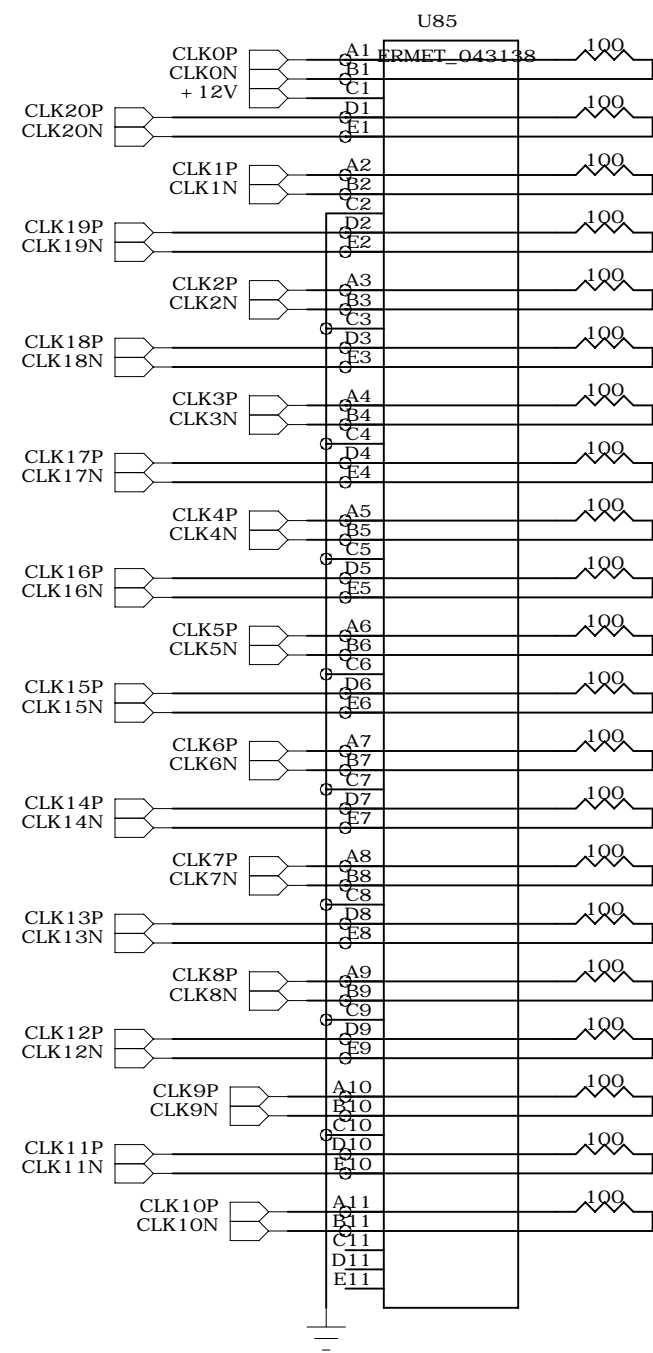 U85
CLK0P A1 ERMET_043138 100
CLK0N B1
+12V C1
CLK20P D1 100
CLK20N E1
CLK1P A2 100
CLK1N B2
C2
CLK19P D2 100
CLK19N E2
CLK2P A3 100
CLK2N B3
C3
CLK18P D3 100
CLK18N E3
CLK3P A4 100
CLK3N B4
C4
CLK17P D4 100
CLK17N E4
CLK4P A5 100
CLK4N B5
C5
CLK16P D5 100
CLK16N E5
CLK5P A6 100
CLK5N B6
C6
CLK15P D6 100
CLK15N E6
CLK6P A7 100
CLK6N B7
C7
CLK14P D7 100
CLK14N E7
CLK7P A8 100
CLK7N B8
C8
CLK13P D8 100
CLK13N E8
CLK8P A9 100
CLK8N B9
C9
CLK12P D9 100
CLK12N E9
CLK9P A10 100
CLK9N B10
C10
CLK11P D10 100
CLK11N E10
CLK10P A11 100
CLK10N B11
C11
D11
E11